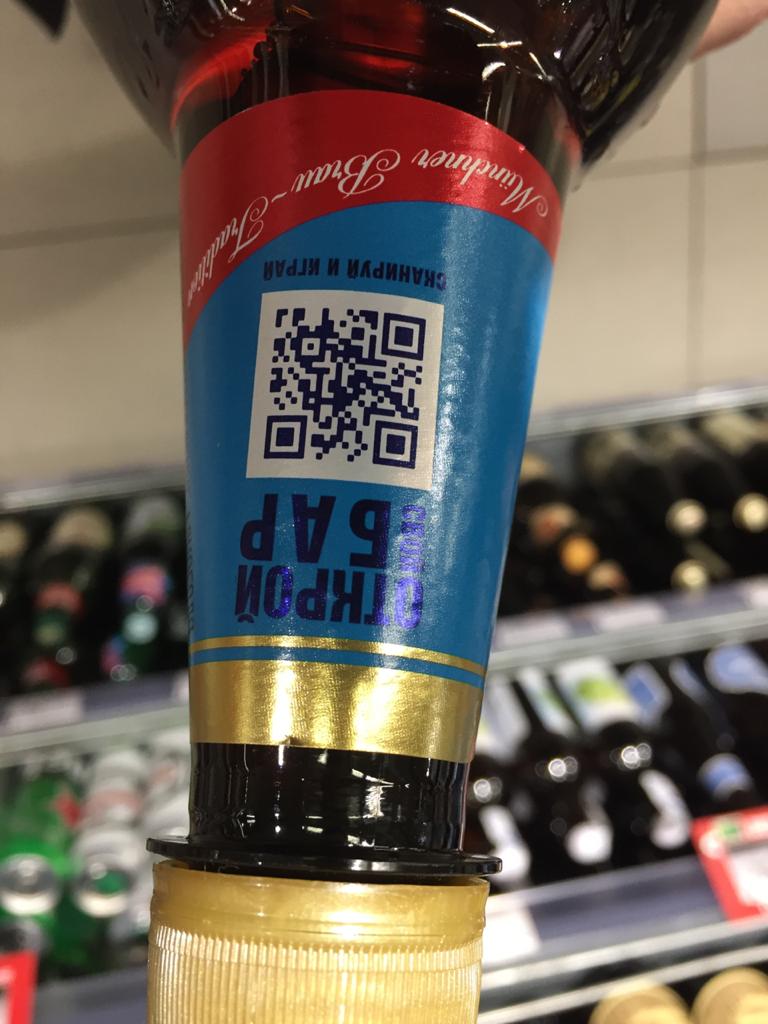 ОТКРОЙ
СВОЙ
БАР
СКАНИРУЙ И ИГРАЙ
Münchner Brau ~ Tradition